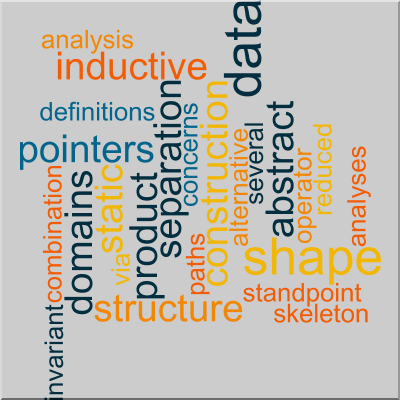 analysis
inductive
data
definitions
pointers
separation
concerns
construction
alternative
several
abstract
operator
reduced
analyses
combination
domains
static
via
product
paths
shape
structure
standpoint
skeleton
invariant